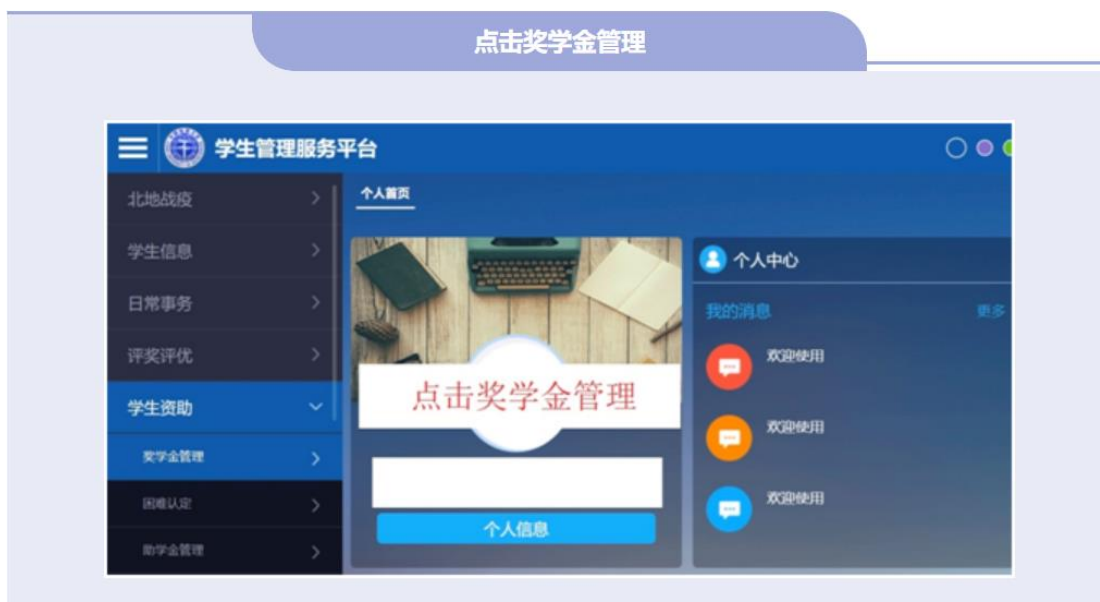 点击奖学金管理
学生管理服务平台
北地战疫
学生信息
日常事务
评奖评优
学生资助
奖学金管理
困难认定
助学金管理
个人首页
点击奖学金管理
个人信息
个人中心
我的消息 更多
欢迎使用
欢迎使用
欢迎使用